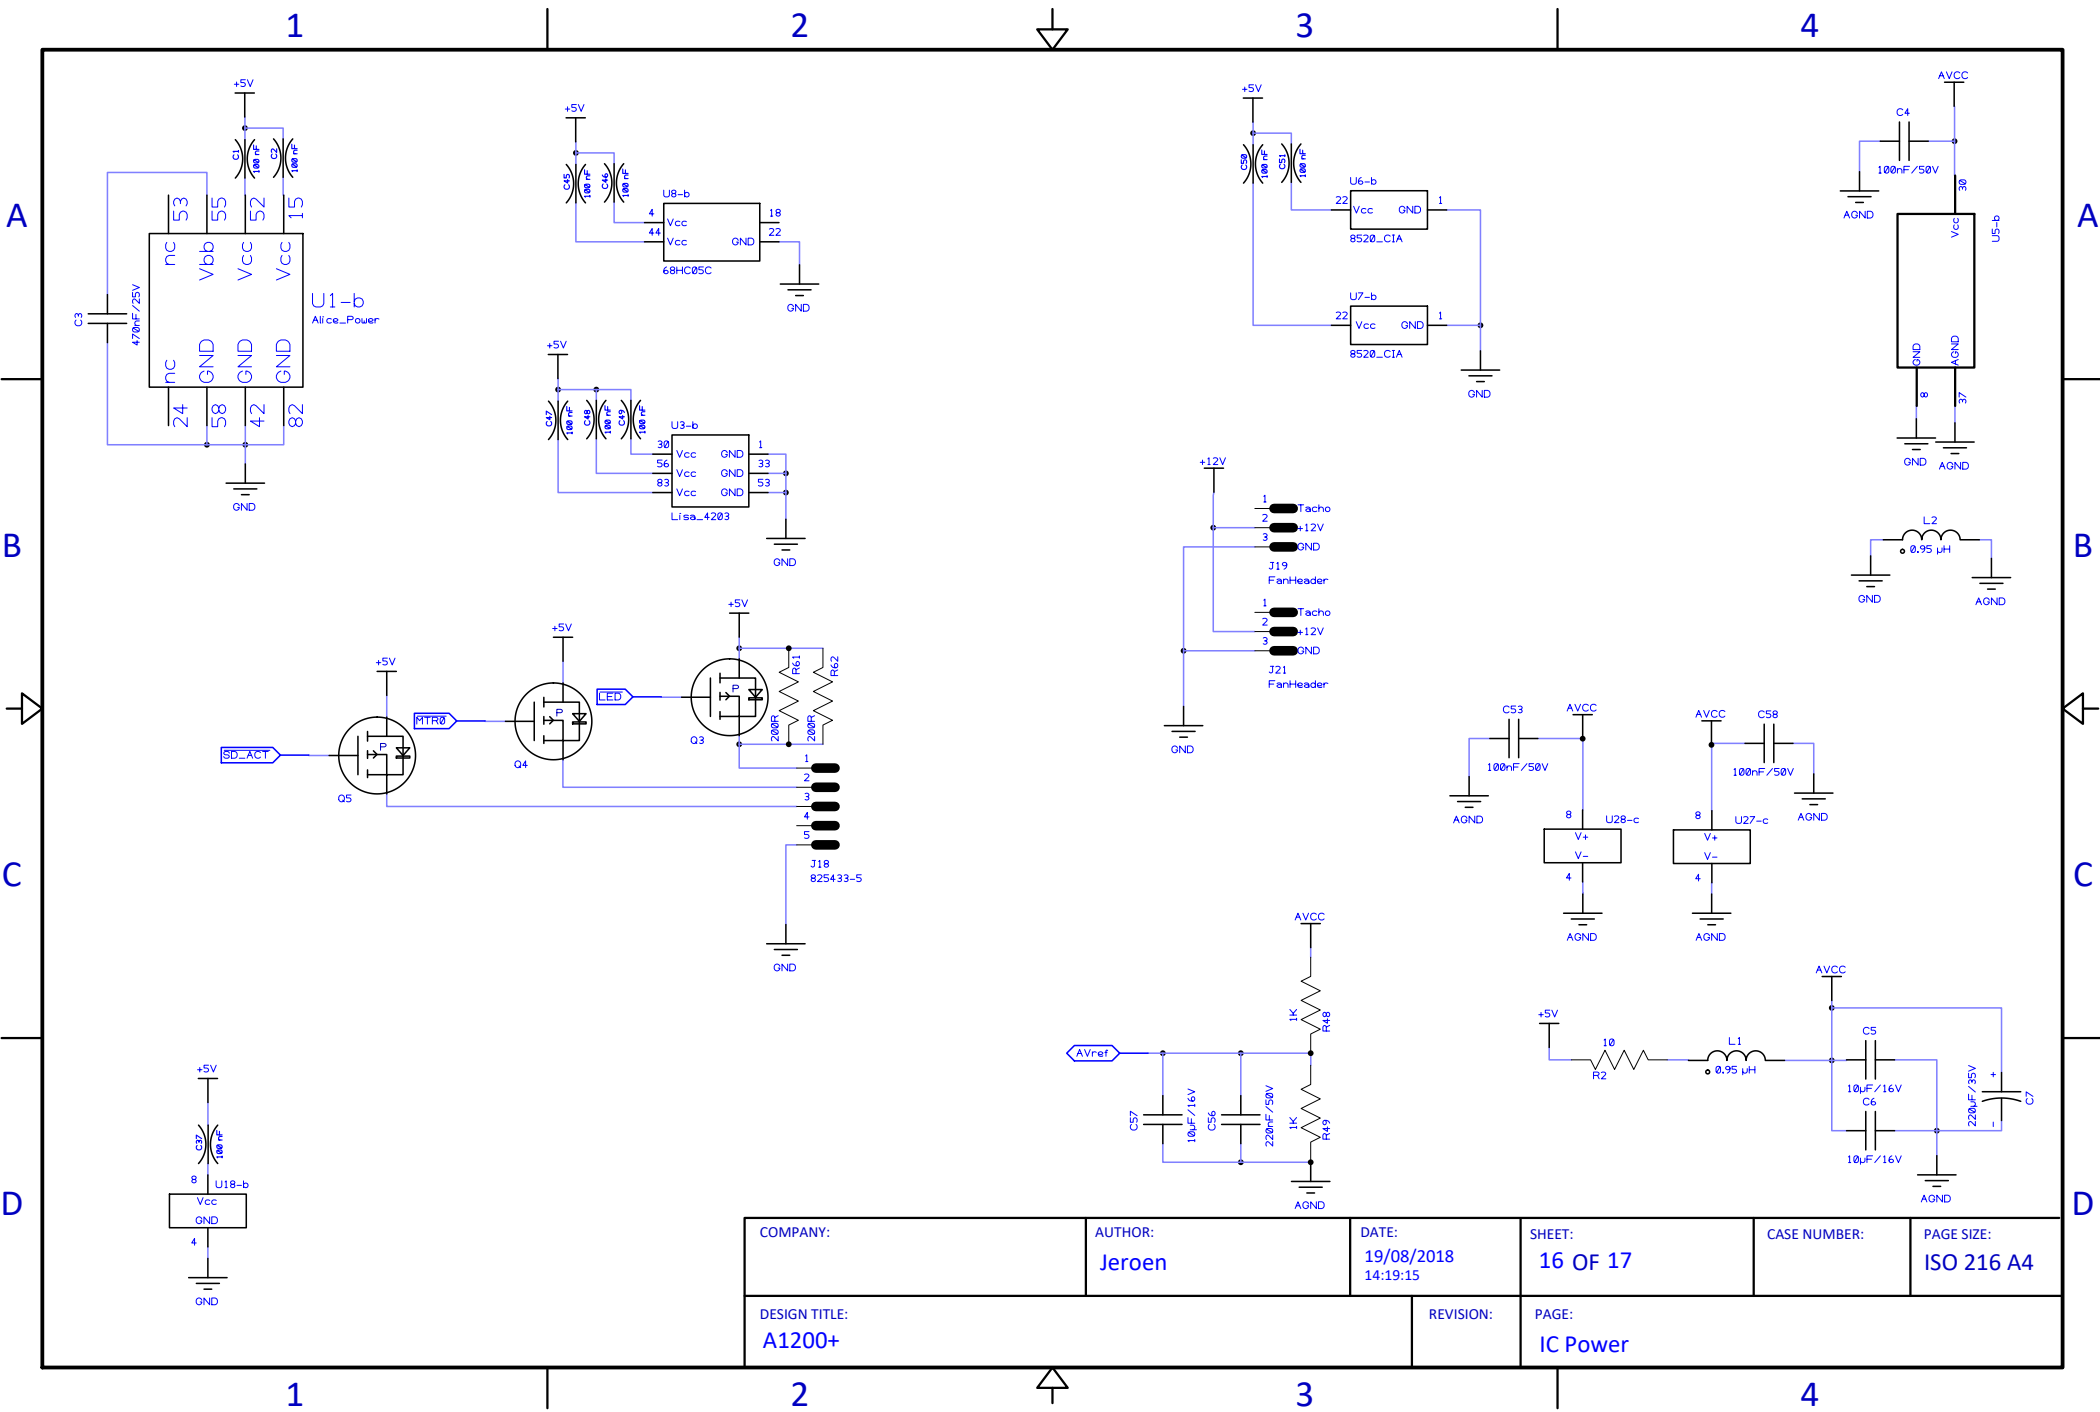 1 2 3 4
A
A
B
B
C
C
D
D
+5V
C1
100 nF
C2
100 nF
53
55
52
15
nc
Vbb
Vcc
Vcc
C3
470nF/25V
U1-b
Alice_Power
nc
GND
GND
GND
24
58
42
82
GND
+5V
C45
100 nF
C46
100 nF
U8-b
4 Vcc 18
44 Vcc GND 22
68HC05C
GND
+5V
C47
100 nF
C48
100 nF
C49
100 nF
U3-b
30 Vcc GND 1
56 Vcc GND 33
83 Vcc GND 53
Lisa_4203
GND
+5V
C50
100 nF
C51
100 nF
U6-b
22 Vcc GND 1
8520_CIA
U7-b
22 Vcc GND 1
8520_CIA
GND
AVCC
C4
100nF/50V
AGND
30
Vcc
U5-b
GND
AGND
8
37
GND
AGND
L2
0.95 µH
GND
AGND
+12V
1 Tacho
2 +12V
3 GND
J19
FanHeader
1 Tacho
2 +12V
3 GND
J21
FanHeader
GND
+5V
SD_ACT
P
Q5
+5V
MTR0
P
Q4
+5V
LED
P
Q3
R61
200R
R62
200R
1
2
3
4
5
J18
825433-5
GND
C53
100nF/50V
AVCC
AGND
8
U28-c
V+
V-
4
AGND
AVCC
C58
100nF/50V
AGND
8
U27-c
V+
V-
4
AGND
AVCC
1K
R48
AVref
C57
10µF/16V
C56
220nF/50V
1K
R49
AGND
+5V
10
R2
L1
0.95 µH
AVCC
C5
10µF/16V
C6
10µF/16V
220µF/35V
+
-
C7
AGND
+5V
C37
100 nF
8
U18-b
Vcc
GND
4
GND
COMPANY:
AUTHOR:
Jeroen
DATE:
19/08/2018
14:19:15
SHEET:
16 OF 17
CASE NUMBER:
PAGE SIZE:
ISO 216 A4
DESIGN TITLE:
A1200+
REVISION:
PAGE:
IC Power
1 2 3 4